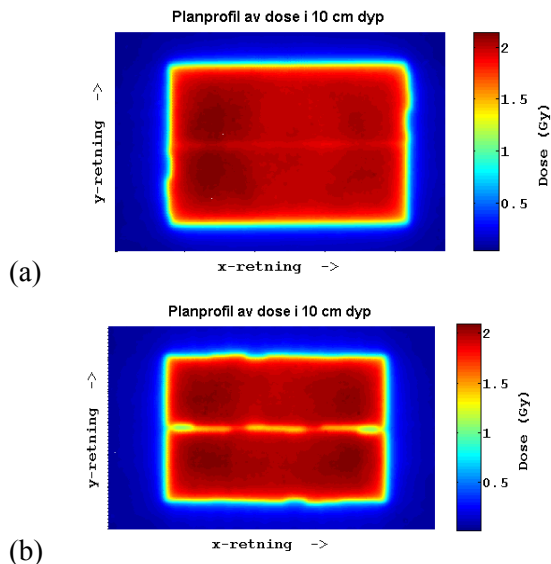 Planprofil av dose i 10 cm dyp
y-retning ->
2
1.5
1
0.5
Dose (Gy)
x-retning ->
(a)
Planprofil av dose i 10 cm dyp
y-retning ->
2
1.5
1
0.5
Dose (Gy)
x-retning ->
(b)